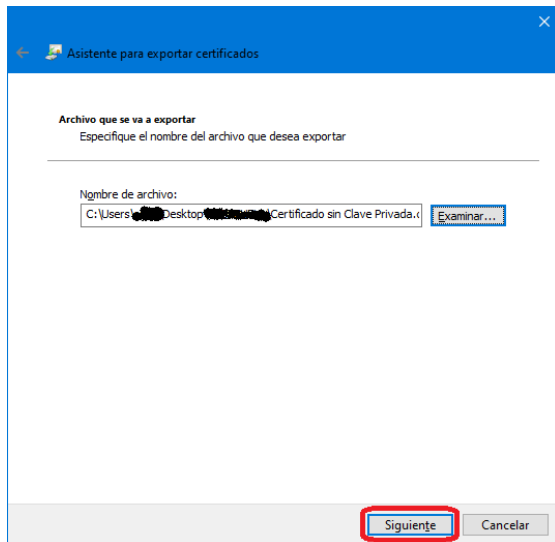 Asistente para exportar certificados
Archivo que se va a exportar
Especifique el nombre del archivo que desea exportar
Nombre de archivo:
C:\Users\ Desktop \Certificado sin Clave Privada.c
Examinar...
Siguiente
Cancelar